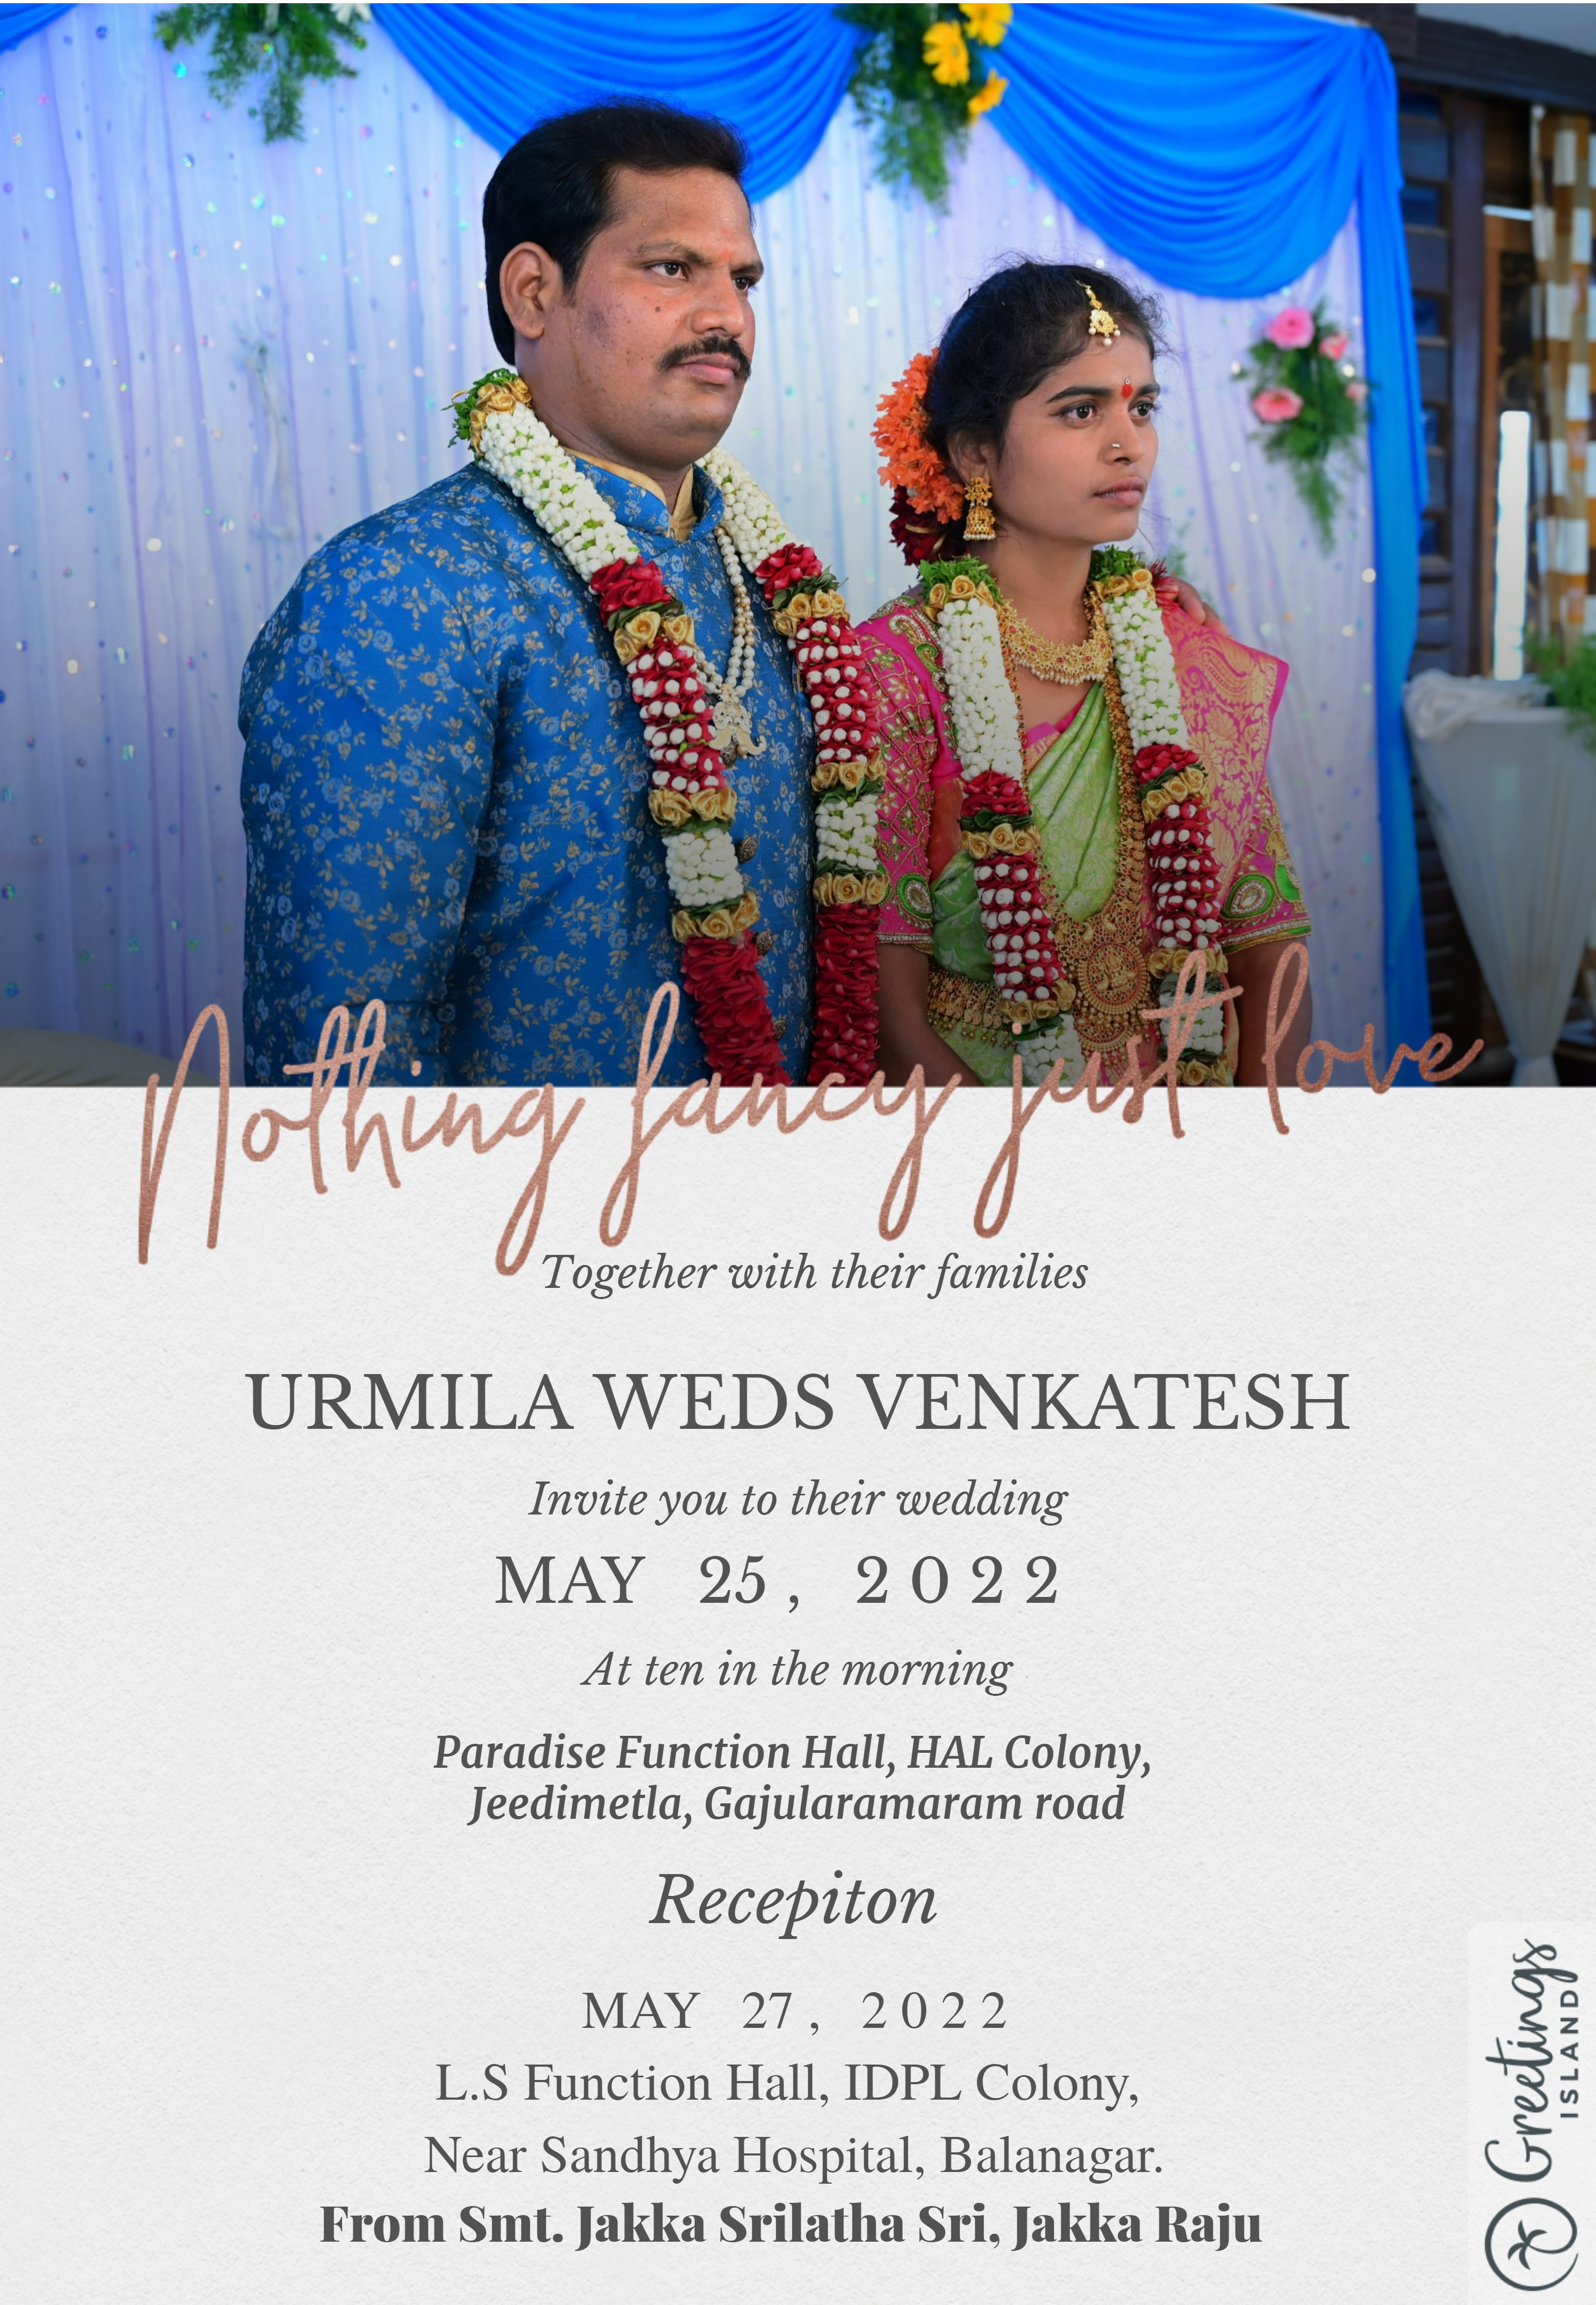 Nothing fancy just love
Together with their families
URMILA WEDS VENKATESH
Invite you to their wedding
MAY 25, 2022
At ten in the morning
Paradise Function Hall, HAL Colony,
Jeedimetla, Gajularamaram road
Recepiton
MAY 27, 2022
L.S Function Hall, IDPL Colony,
Near Sandhya Hospital, Balanagar.
From Smt. Jakka Srilatha Sri, Jakka Raju
Greetings
ISLAND